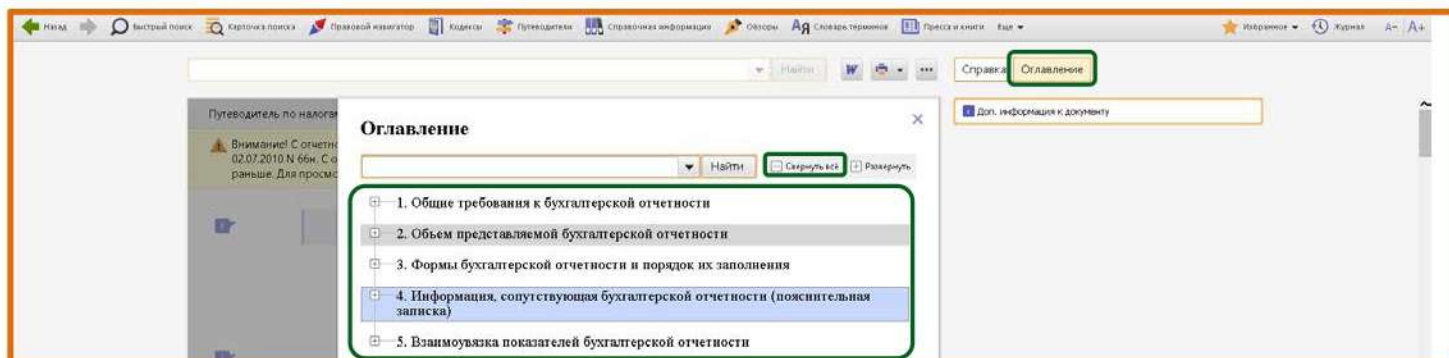 Назад Быстрый поиск Карточка поиска Правовой навигатор Кодексы Путеводители Справочная информация Обзоры Словарь терминов Пресса и книги Еще Избранное Журнал A- A+
Найти W ... Справка Оглавление
Путеводитель по налогам
Доп. информация к документу
Оглавление
Внимание! С отчетно
02.07.2010 N 66н. С о
раньше. Для просмо
Найти Свернуть всё Развернуть
1. Общие требования к бухгалтерской отчетности
2. Объем представляемой бухгалтерской отчетности
3. Формы бухгалтерской отчетности и порядок их заполнения
4. Информация, сопутствующая бухгалтерской отчетности (пояснительная
записка)
5. Взаимоувязка показателей бухгалтерской отчетности